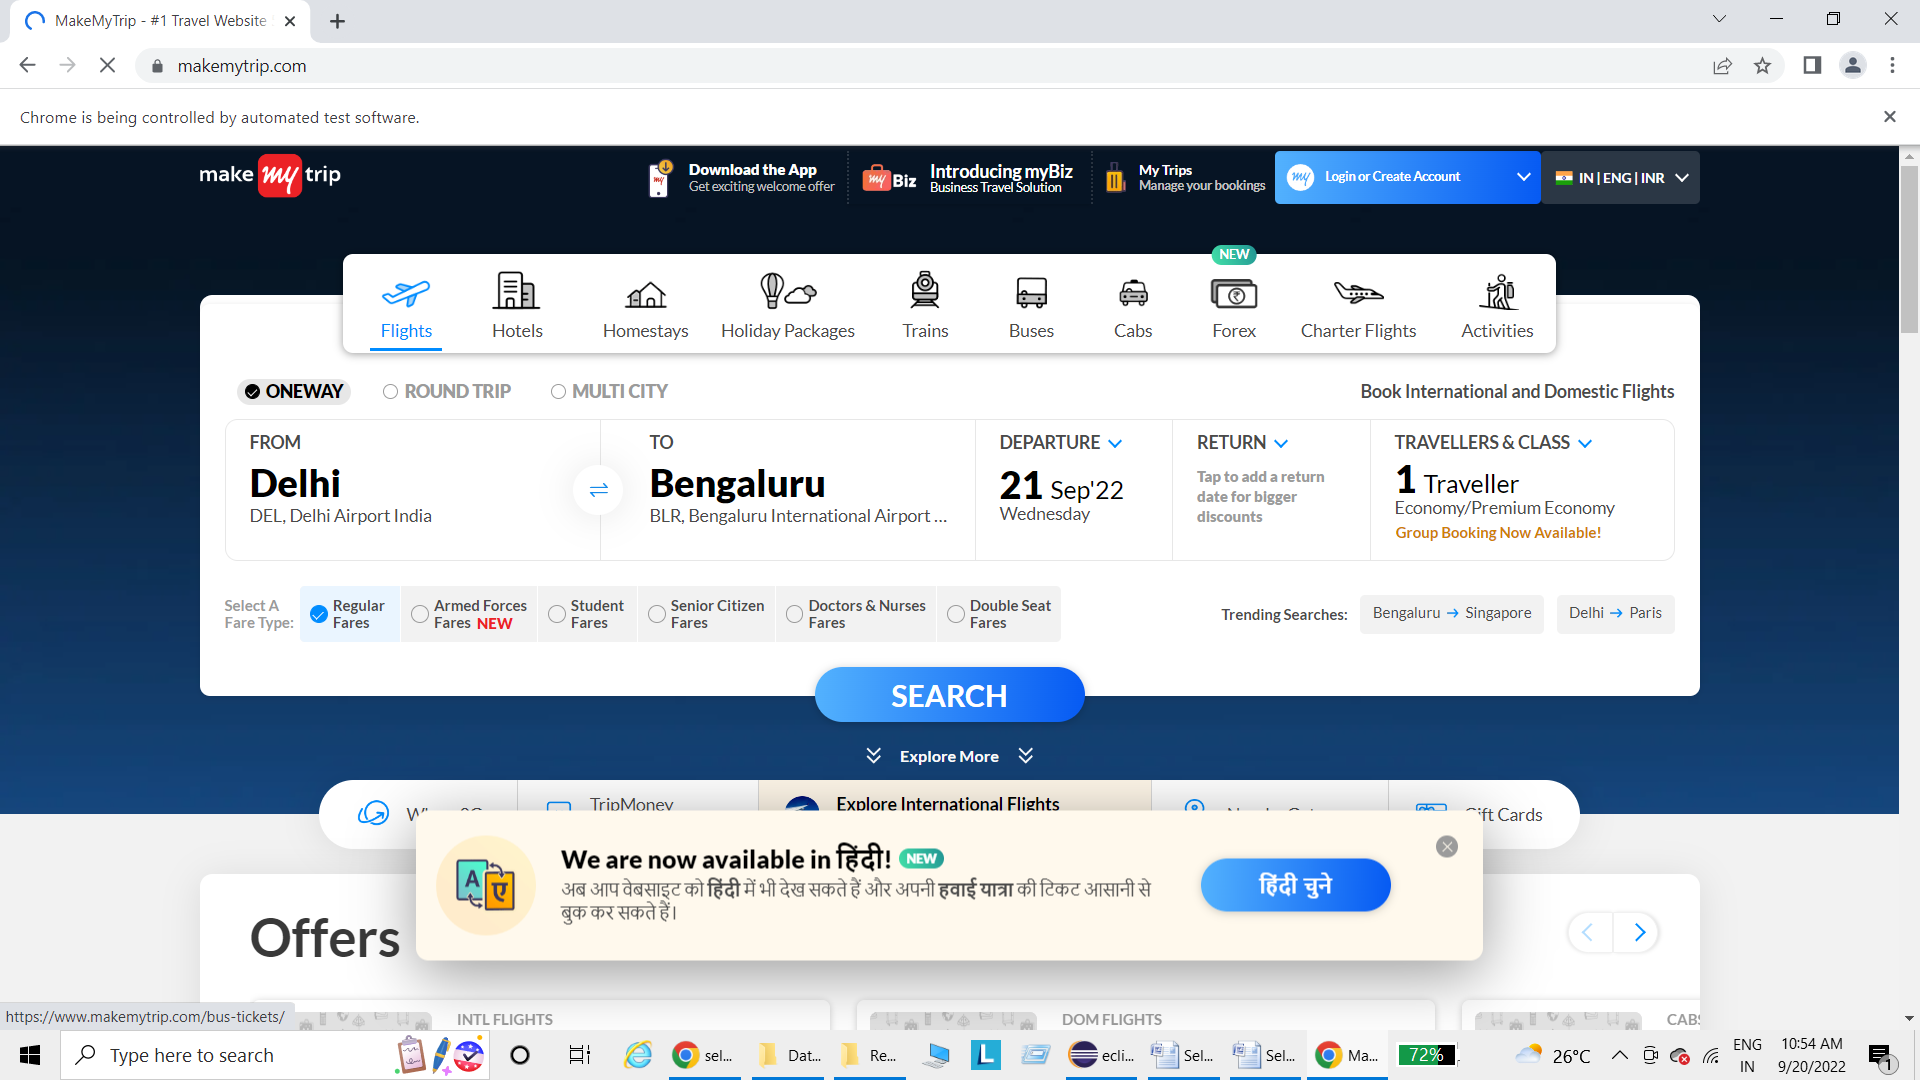 MakeMyTrip - #1 Travel Website
makemytrip.com
Chrome is being controlled by automated test software.
make my trip
Download the App
Get exciting welcome offer
my Biz
Introducing myBiz
Business Travel Solution
My Trips
Manage your bookings
my
Login or Create Account
IN | ENG | INR
NEW
Flights
Hotels
Homestays
Holiday Packages
Trains
Buses
Cabs
Forex
Charter Flights
Activities
ONEWAY
ROUND TRIP
MULTI CITY
Book International and Domestic Flights
FROM
Delhi
DEL, Delhi Airport India
TO
Bengaluru
BLR, Bengaluru International Airport ...
DEPARTURE
21 Sep'22
Wednesday
RETURN
Tap to add a return
date for bigger
discounts
TRAVELLERS & CLASS
1 Traveller
Economy/Premium Economy
Group Booking Now Available!
Select A
Fare Type:
Regular
Fares
Armed Forces
Fares NEW
Student
Fares
Senior Citizen
Fares
Doctors & Nurses
Fares
Double Seat
Fares
Trending Searches:
Bengaluru → Singapore
Delhi → Paris
SEARCH
Explore More
TripMoney
Explore International Flights
Gift Cards
We are now available in हिंदी! NEW
अब आप वेबसाइट को हिंदी में भी देख सकते हैं और अपनी हवाई यात्रा की टिकट आसानी से
बुक कर सकते हैं।
हिंदी चुने
A
ए
Offers
INTL FLIGHTS
DOM FLIGHTS
CABS
https://www.makemytrip.com/bus-tickets/
Type here to search
sel...
Dat...
Re...
L
ecli...
Sel...
Sel...
Ma...
72%
26°C
ENG
IN
10:54 AM
9/20/2022
1